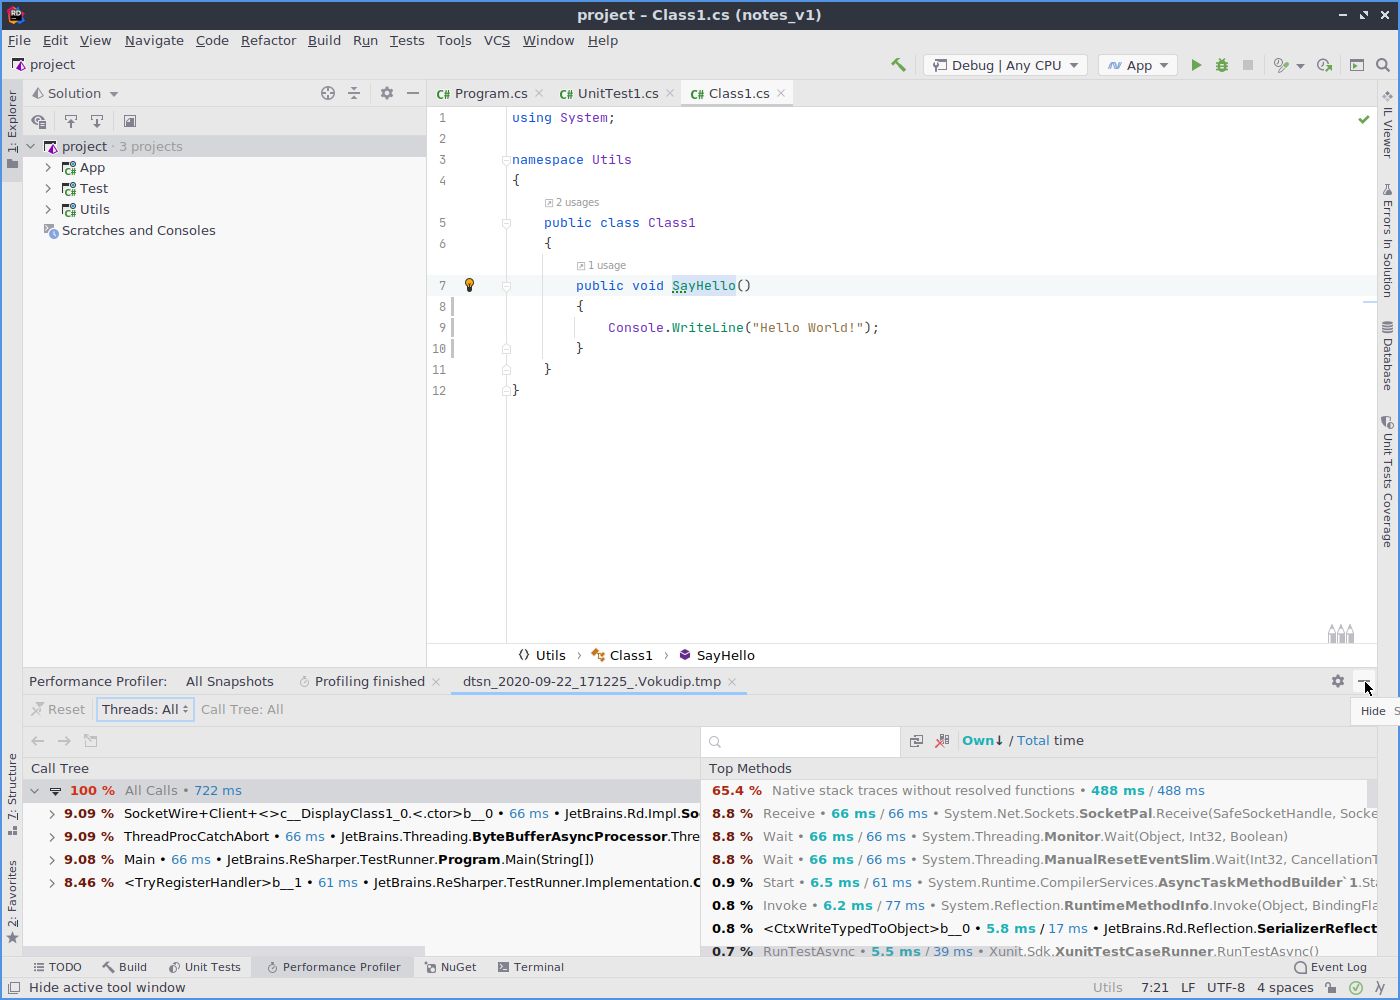 project – Class1.cs (notes_v1)
File Edit View Navigate Code Refactor Build Run Tests Tools VCS Window Help
project
Debug | Any CPU
App
1: Explorer
Solution
Program.cs
UnitTest1.cs
Class1.cs
project · 3 projects
App
Test
Utils
Scratches and Consoles
1 using System;
2
3 namespace Utils
4 {
2 usages
5 public class Class1
6 {
1 usage
7 public void SayHello()
8 {
9 Console.WriteLine("Hello World!");
10 }
11 }
12 }
IL Viewer
Errors In Solution
Database
Unit Tests Coverage
Utils › Class1 › SayHello
Performance Profiler: All Snapshots Profiling finished dtsn_2020-09-22_171225_.Vokudip.tmp
Hide
Reset Threads: All Call Tree: All
Own↓ / Total time
Call Tree
100 % All Calls • 722 ms
9.09 % SocketWire+Client+<>c__DisplayClass1_0.<.ctor>b__0 • 66 ms • JetBrains.Rd.Impl.So
9.09 % ThreadProcCatchAbort • 66 ms • JetBrains.Threading.ByteBufferAsyncProcessor.Thre
9.08 % Main • 66 ms • JetBrains.ReSharper.TestRunner.Program.Main(String[])
8.46 % <TryRegisterHandler>b__1 • 61 ms • JetBrains.ReSharper.TestRunner.Implementation.
Top Methods
65.4 % Native stack traces without resolved functions • 488 ms / 488 ms
8.8 % Receive • 66 ms / 66 ms • System.Net.Sockets.SocketPal.Receive(SafeSocketHandle, Socke
8.8 % Wait • 66 ms / 66 ms • System.Threading.Monitor.Wait(Object, Int32, Boolean)
8.8 % Wait • 66 ms / 66 ms • System.Threading.ManualResetEventSlim.Wait(Int32, CancellationT
0.9 % Start • 6.5 ms / 61 ms • System.Runtime.CompilerServices.AsyncTaskMethodBuilder`1.Sta
0.8 % Invoke • 6.2 ms / 77 ms • System.Reflection.RuntimeMethodInfo.Invoke(Object, BindingFla
0.8 % <CtxWriteTypedToObject>b__0 • 5.8 ms / 17 ms • JetBrains.Rd.Reflection.SerializerReflect
0.7 % RunTestAsync • 5.5 ms / 39 ms • Xunit.Sdk.XunitTestCaseRunner.RunTestAsync()
7: Structure
2: Favorites
TODO Build Unit Tests Performance Profiler NuGet Terminal Event Log
Hide active tool window Utils 7:21 LF UTF-8 4 spaces